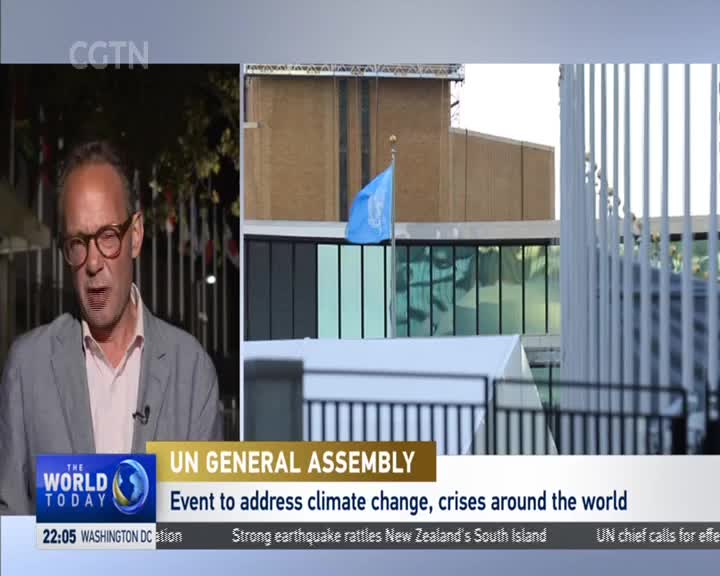 CGTN
UN GENERAL ASSEMBLY
THE
WORLD
TODAY
Event to address climate change, crises around the world
22:05 WASHINGTON DC
Strong earthquake rattles New Zealand's South Island
UN chief calls for